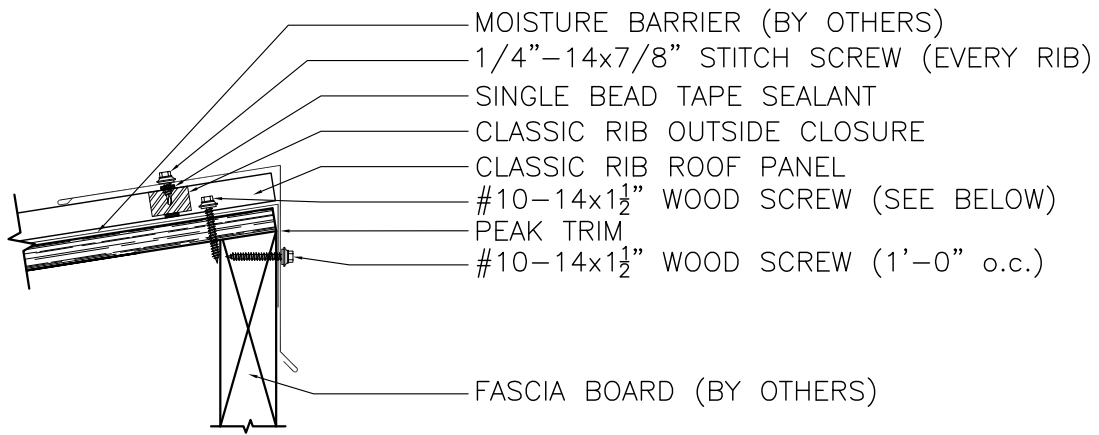 MOISTURE BARRIER (BY OTHERS)
1/4”–14x7/8” STITCH SCREW (EVERY RIB)
SINGLE BEAD TAPE SEALANT
CLASSIC RIB OUTSIDE CLOSURE
CLASSIC RIB ROOF PANEL
#10–14x1½” WOOD SCREW (SEE BELOW)
PEAK TRIM
#10–14x1½” WOOD SCREW (1’–0” o.c.)
FASCIA BOARD (BY OTHERS)